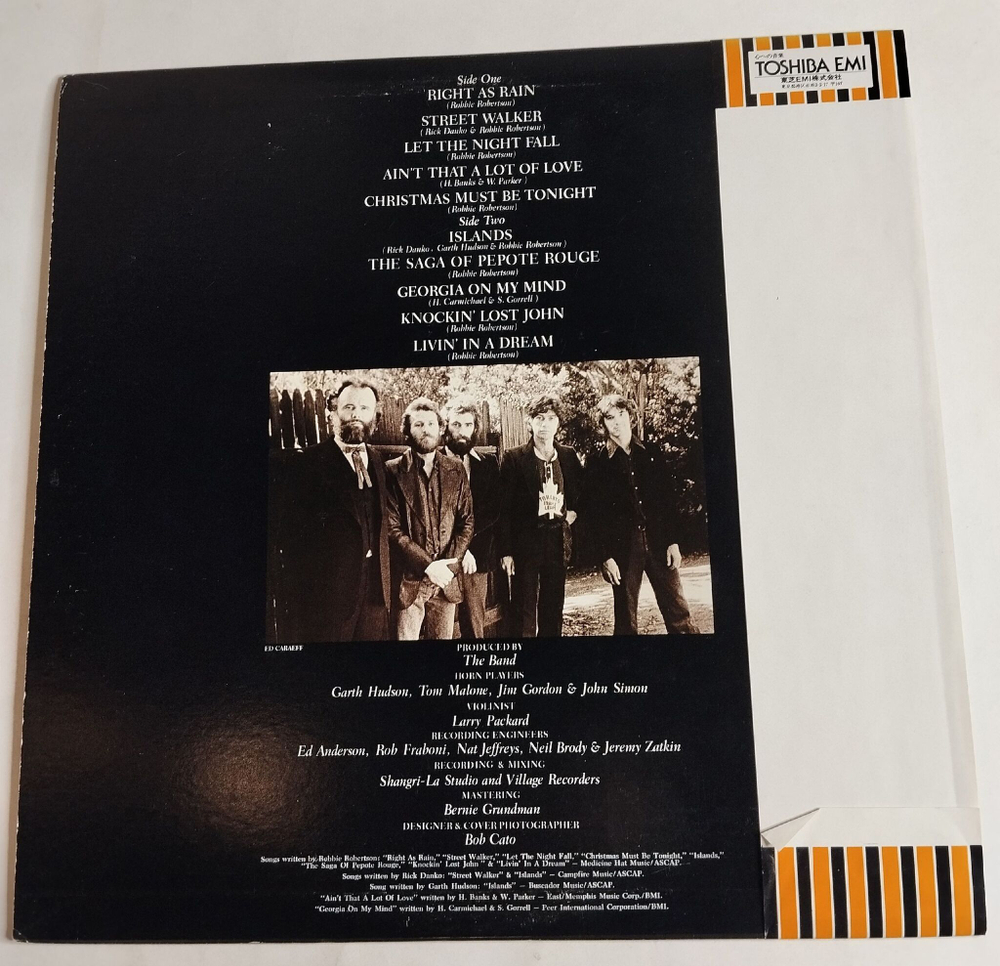 Side One
RIGHT AS RAIN
(Robbie Robertson)
STREET WALKER
(Rick Danko & Robbie Robertson)
LET THE NIGHT FALL
(Robbie Robertson)
AIN'T THAT A LOT OF LOVE
(H. Banks & W. Parker)
CHRISTMAS MUST BE TONIGHT
(Robbie Robertson)
Side Two
ISLANDS
(Rick Danko, Garth Hudson & Robbie Robertson)
THE SAGA OF PEPOTE ROUGE
(Robbie Robertson)
GEORGIA ON MY MIND
(H. Carmichael & S. Gorrell)
KNOCKIN' LOST JOHN
(Robbie Robertson)
LIVIN' IN A DREAM
(Robbie Robertson)
ED CARAEFF
PRODUCED BY
The Band
HORN PLAYERS
Garth Hudson, Tom Malone, Jim Gordon & John Simon
VIOLINIST
Larry Packard
RECORDING ENGINEERS
Ed Anderson, Rob Fraboni, Nat Jeffreys, Neil Brody & Jeremy Zatkin
RECORDING & MIXING
Shangri-La Studio and Village Recorders
MASTERING
Bernie Grundman
DESIGNER & COVER PHOTOGRAPHER
Bob Cato
Songs written by Robbie Robertson: "Right As Rain," "Street Walker," "Let The Night Fall," "Christmas Must Be Tonight," "Islands,"
"The Saga Of Pepote Rouge," "Knockin' Lost John" & "Livin' In A Dream" — Medicine Hat Music/ASCAP.
Songs written by Rick Danko: "Street Walker" & "Islands" — Campfire Music/ASCAP.
Song written by Garth Hudson: "Islands" — Buscador Music/ASCAP.
"Ain't That A Lot Of Love" written by H. Banks & W. Parker — East/Memphis Music Corp./BMI.
"Georgia On My Mind" written by H. Carmichael & S. Gorrell — Peer International Corporation/BMI.
TOSHIBA EMI
東芝EMI株式会社